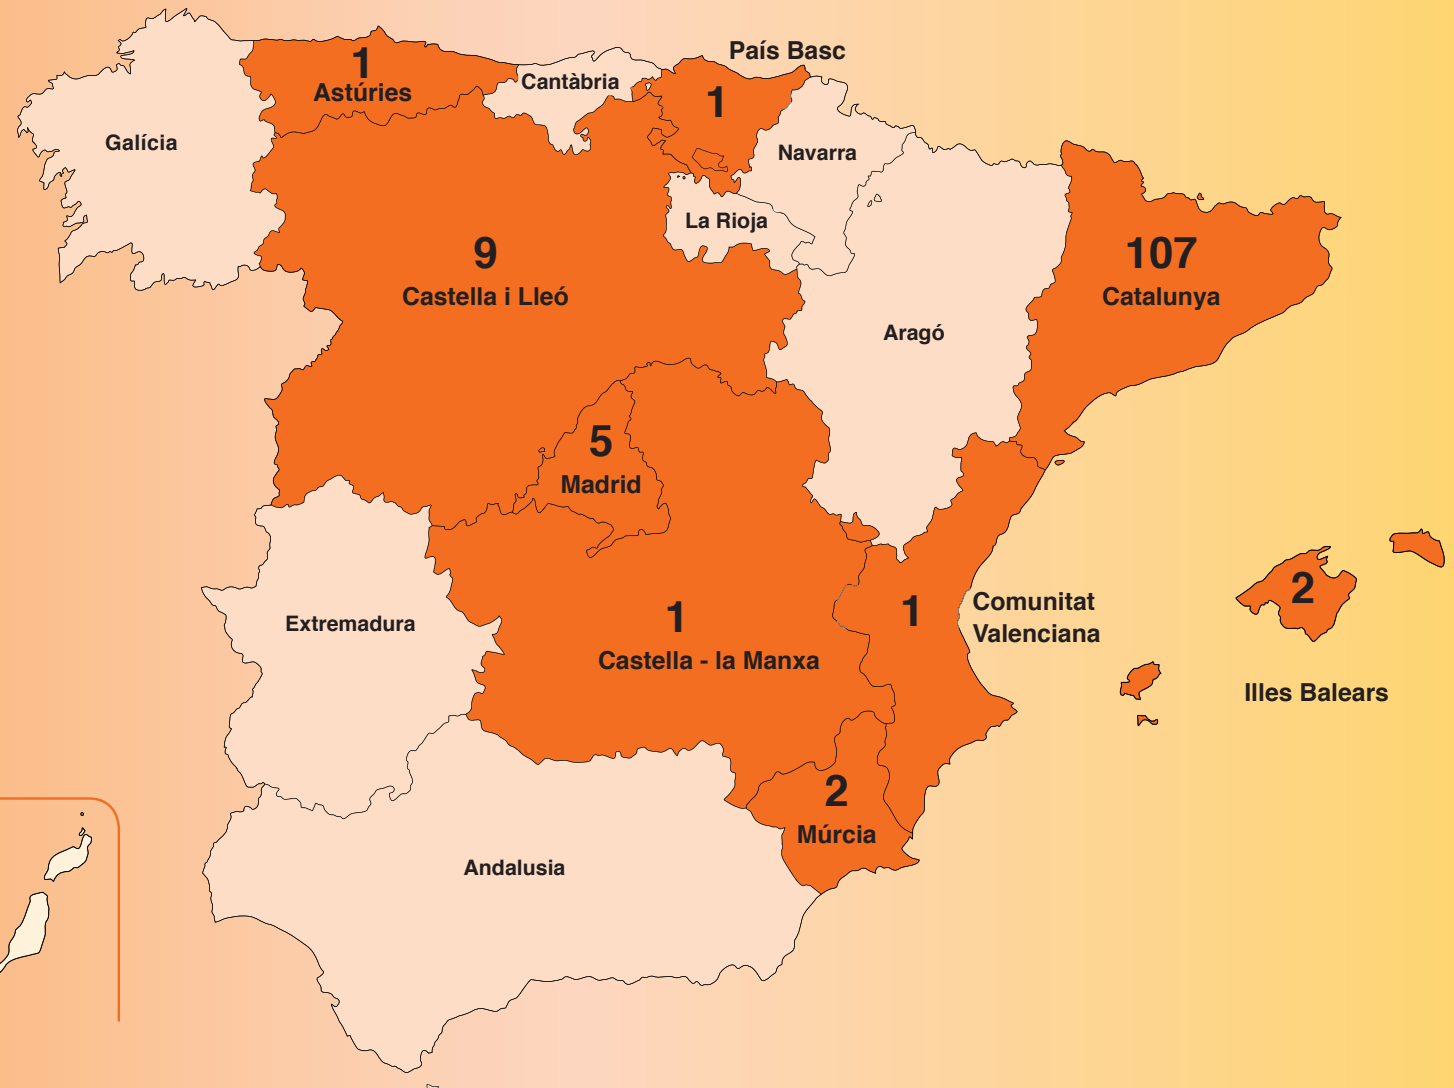 País Basc
1
Astúries
Cantàbria
1
Galícia
Navarra
La Rioja
9
Castella i Lleó
107
Catalunya
Aragó
5
Madrid
2
Illes Balears
1
Comunitat
Valenciana
1
Castella - la Manxa
Extremadura
2
Múrcia
Andalusia